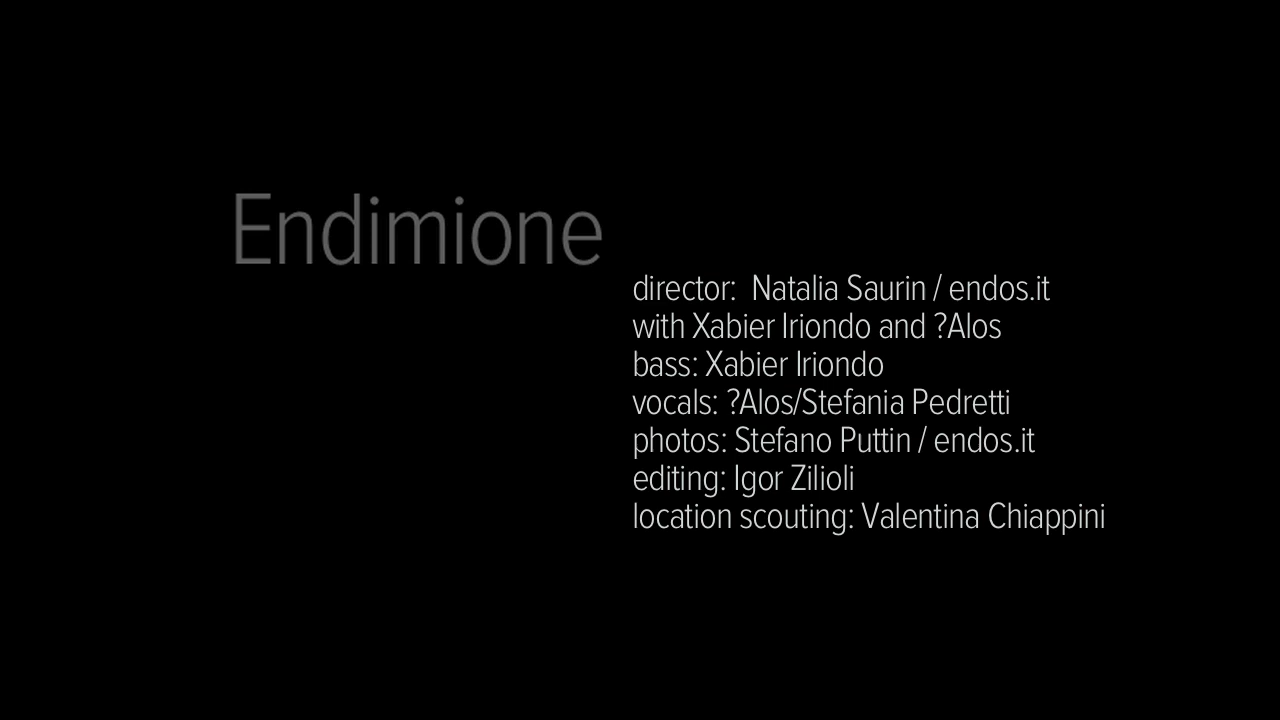 Endimione
director:  Natalia Saurin / endos.it
with Xabier Iriondo and ?Alos
bass: Xabier Iriondo
vocals: ?Alos/Stefania Pedretti
photos: Stefano Puttin / endos.it
editing: Igor Zilioli
location scouting: Valentina Chiappini